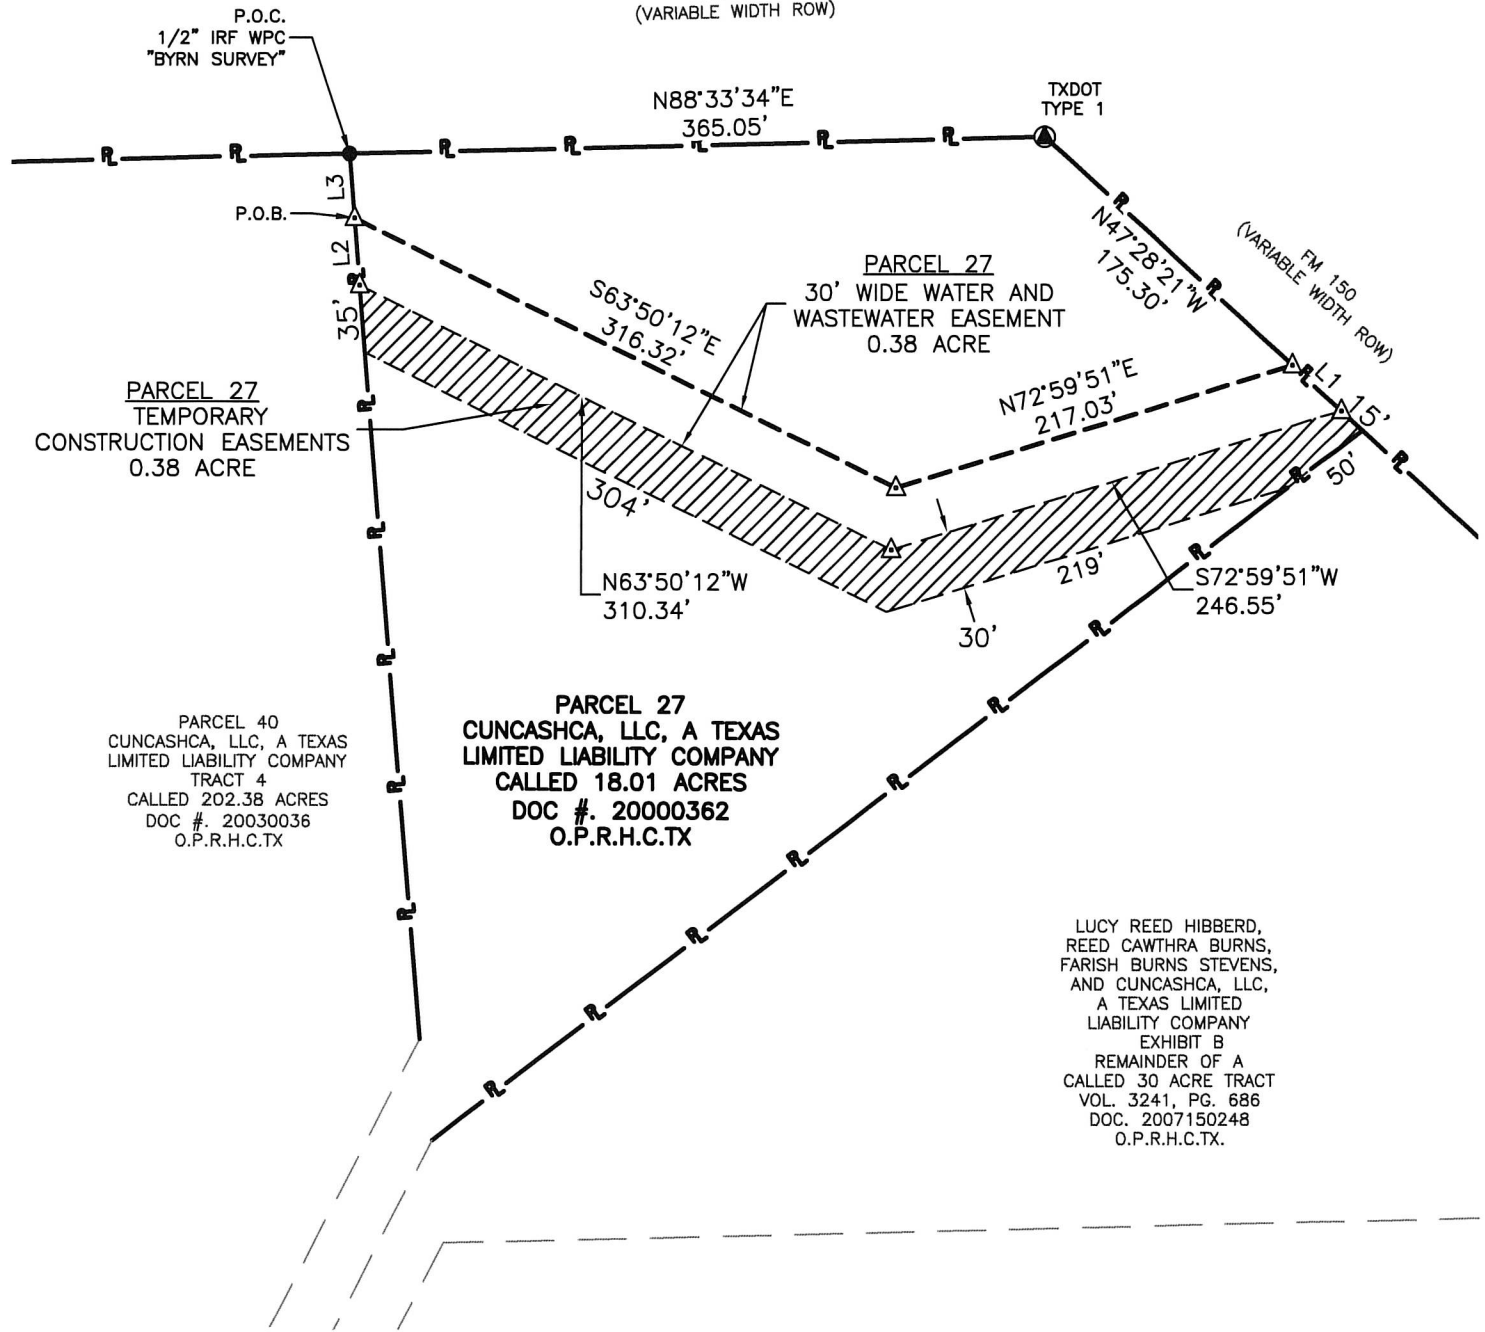 (VARIABLE WIDTH ROW)
P.O.C.
1/2" IRF WPC
"BYRN SURVEY"
N88°33'34"E
365.05'
TXDOT
TYPE 1
L3
P.O.B.
L2
35'
N47°28'21"W
175.30'
FM 150
(VARIABLE WIDTH ROW)
S63°50'12"E
316.32'
PARCEL 27
30' WIDE WATER AND
WASTEWATER EASEMENT
0.38 ACRE
N72°59'51"E
217.03'
L1
15'
50'
PARCEL 27
TEMPORARY
CONSTRUCTION EASEMENTS
0.38 ACRE
304'
N63°50'12"W
310.34'
219'
30'
S72°59'51"W
246.55'
PARCEL 40
CUNCASHCA, LLC, A TEXAS
LIMITED LIABILITY COMPANY
TRACT 4
CALLED 202.38 ACRES
DOC #. 20030036
O.P.R.H.C.TX
PARCEL 27
CUNCASHCA, LLC, A TEXAS
LIMITED LIABILITY COMPANY
CALLED 18.01 ACRES
DOC #. 20000362
O.P.R.H.C.TX
LUCY REED HIBBERD,
REED CAWTHRA BURNS,
FARISH BURNS STEVENS,
AND CUNCASHCA, LLC,
A TEXAS LIMITED
LIABILITY COMPANY
EXHIBIT B
REMAINDER OF A
CALLED 30 ACRE TRACT
VOL. 3241, PG. 686
DOC. 2007150248
O.P.R.H.C.TX.